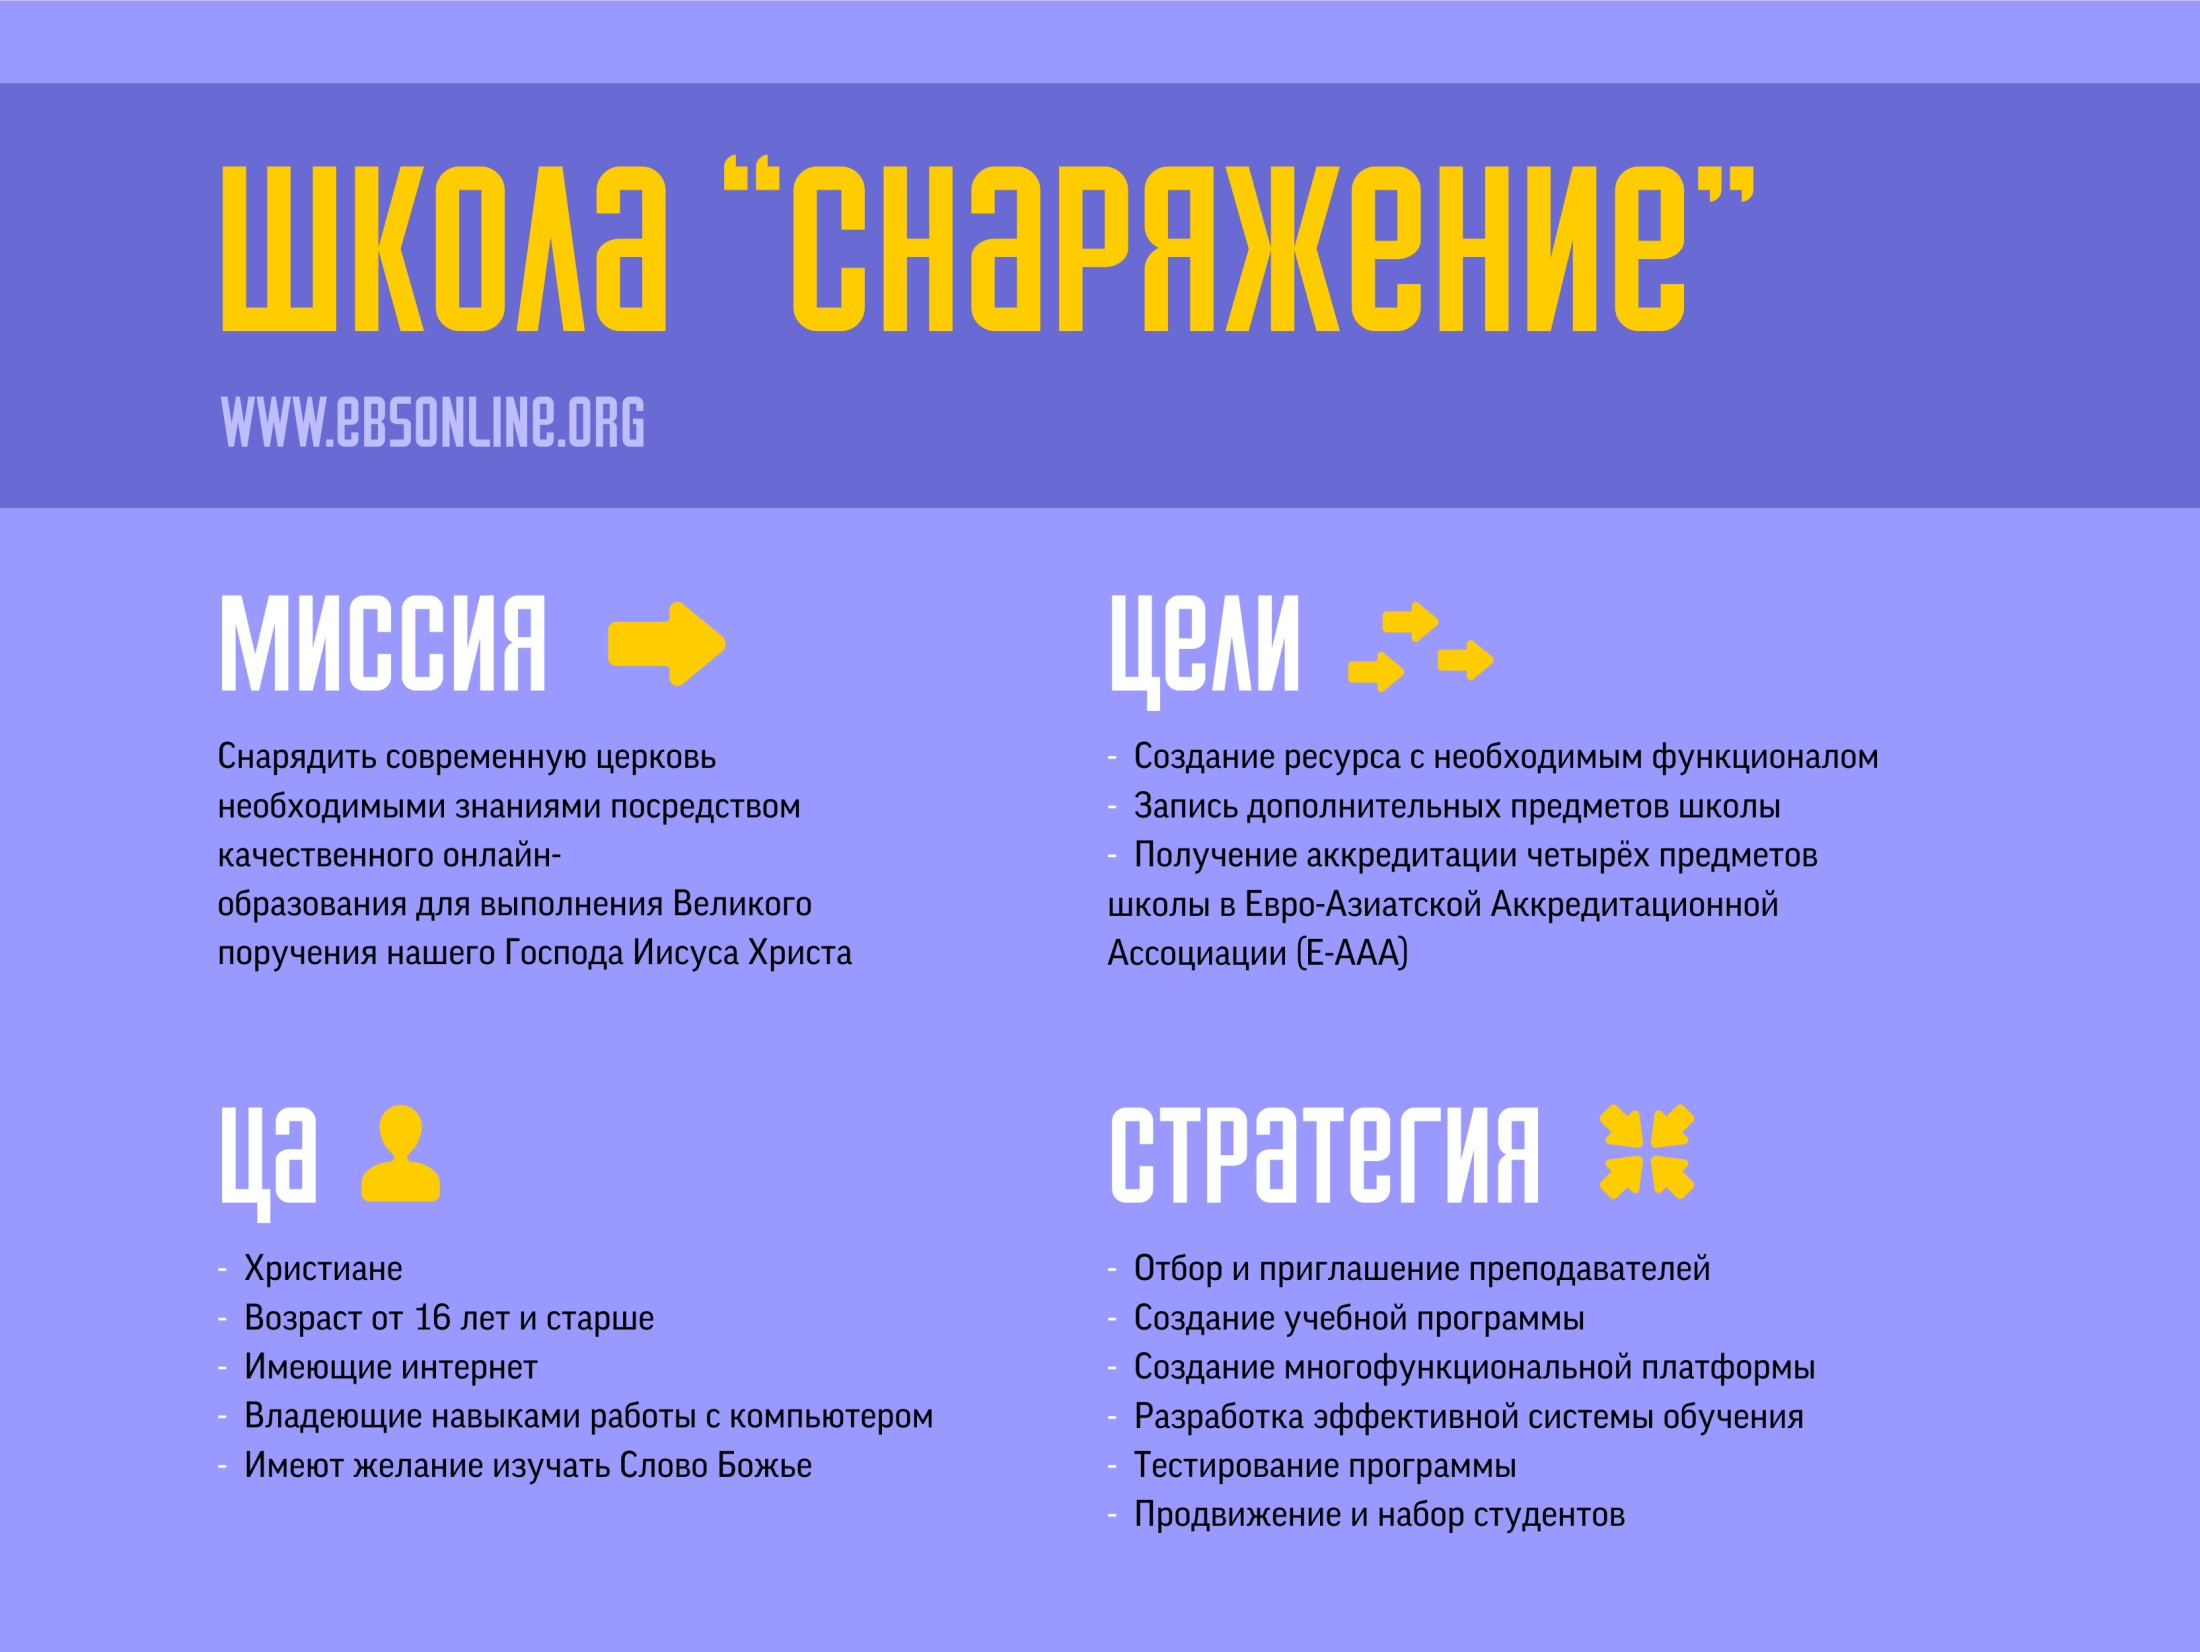 Школа “Снаряжение”
www.ebsonline.org
Миссия
Снарядить современную церковь
необходимыми знаниями посредством
качественного онлайн-
образования для выполнения Великого
поручения нашего Господа Иисуса Христа
Цели
- Создание ресурса с необходимым функционалом
- Запись дополнительных предметов школы
- Получение аккредитации четырёх предметов
школы в Евро-Азиатской Аккредитационной
Ассоциации (Е-ААА)
ЦА
- Христиане
- Возраст от 16 лет и старше
- Имеющие интернет
- Владеющие навыками работы с компьютером
- Имеют желание изучать Слово Божье
Стратегия
- Отбор и приглашение преподавателей
- Создание учебной программы
- Создание многофункциональной платформы
- Разработка эффективной системы обучения
- Тестирование программы
- Продвижение и набор студентов